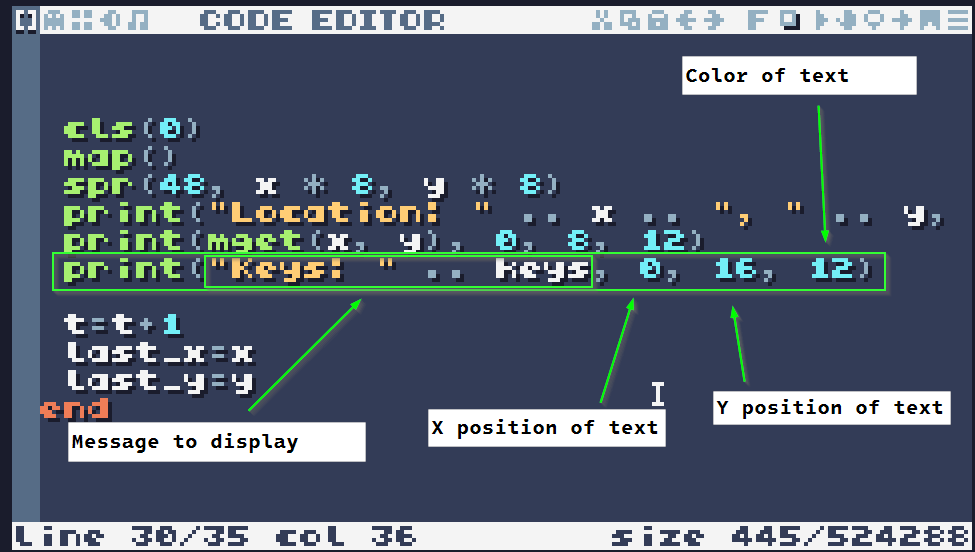 CODE EDITOR
F
Color of text
cls(0)
map()
spr(48, x * 8, y * 8)
print("Location: " .. x .. ", " .. y,
print(mget(x, y), 0, 8, 12)
print("Keys: " .. keys, 0, 16, 12)
t=t+1
last_x=x
last_y=y
end
Message to display
X position of text
Y position of text
line 30/35 col 36
size 445/524288